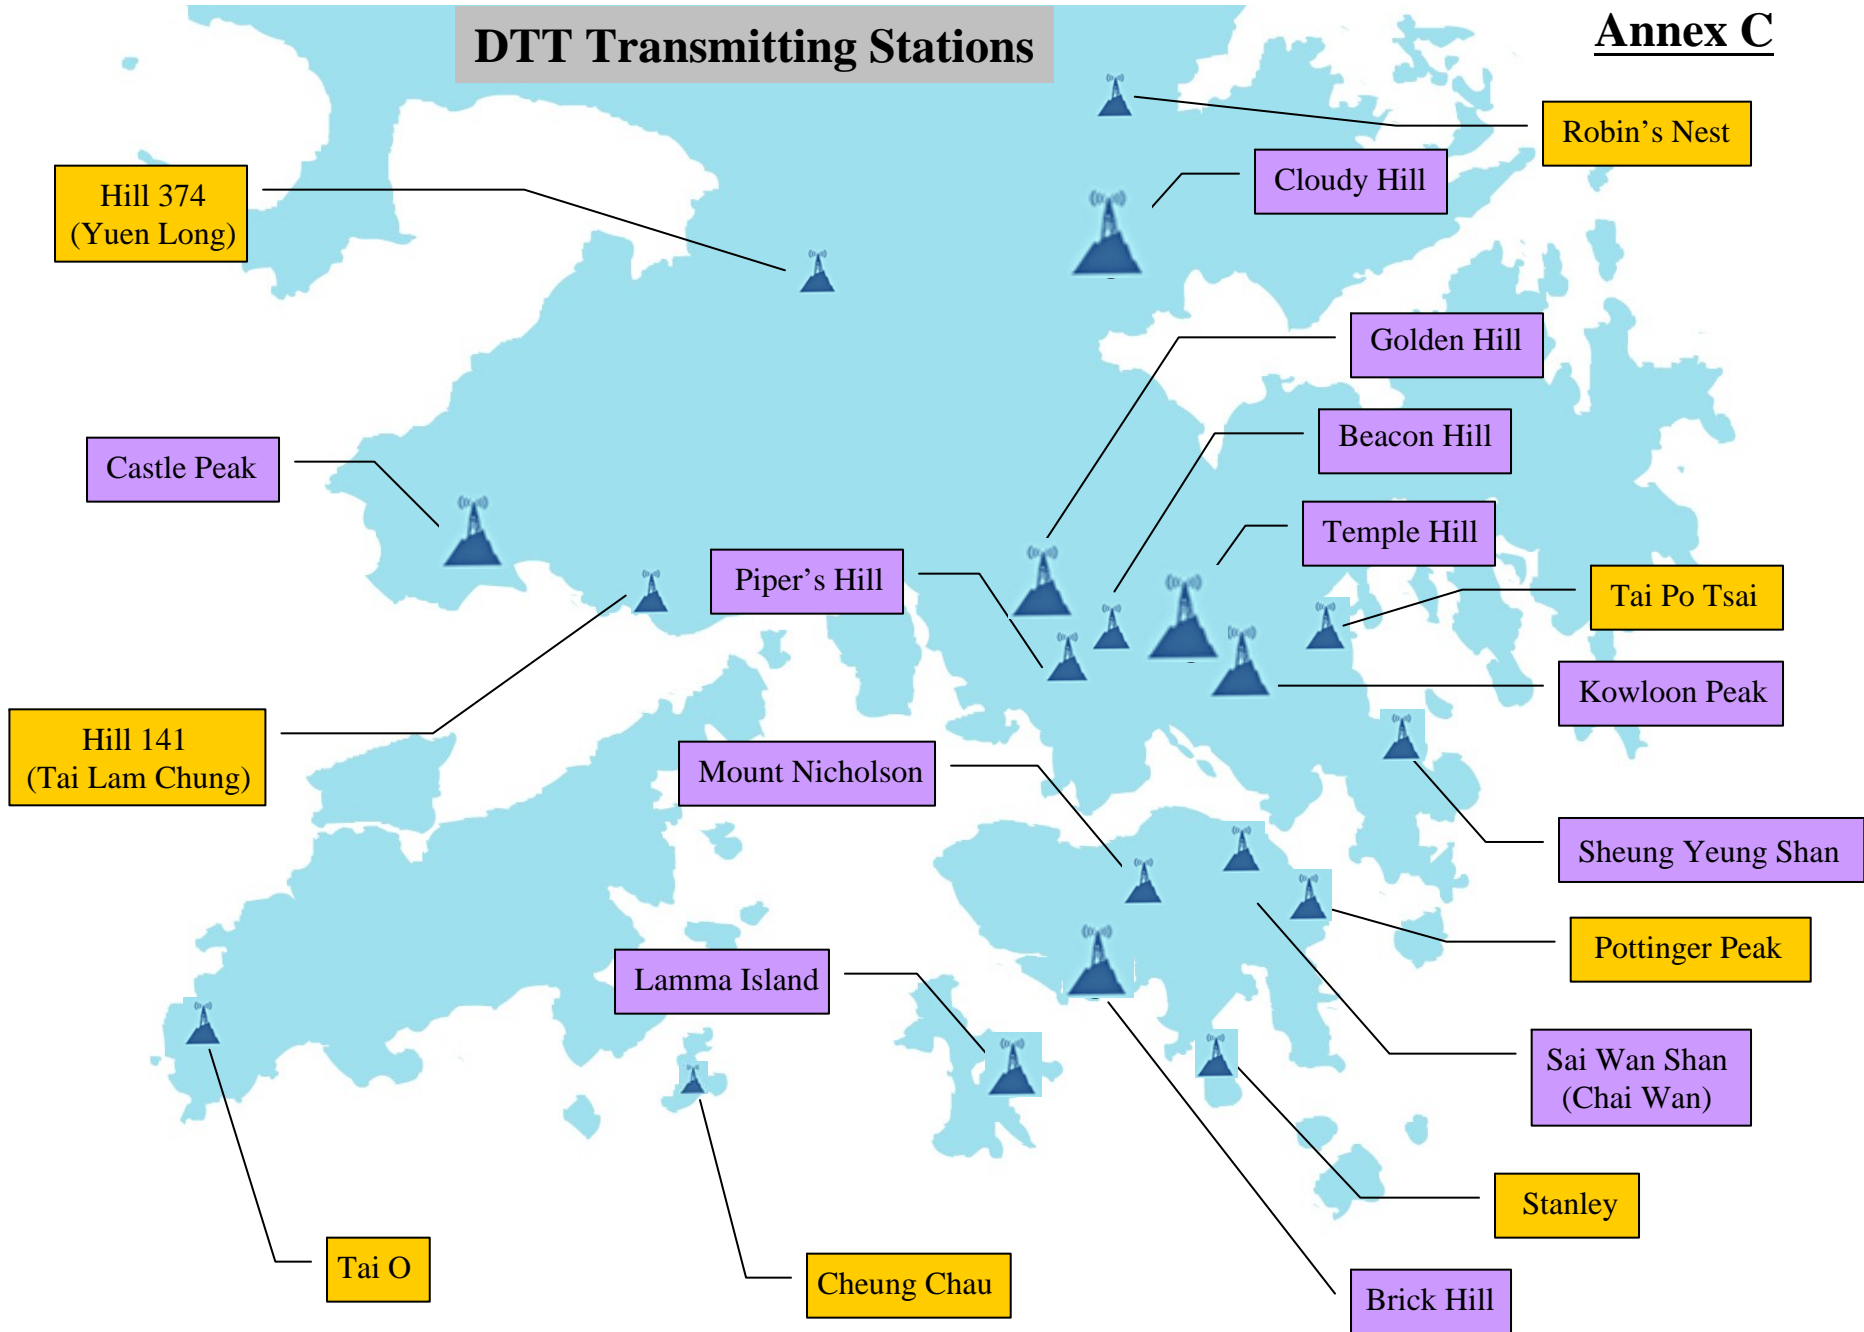 DTT Transmitting Stations
Annex C
Robin's Nest
Cloudy Hill
Hill 374
(Yuen Long)
Golden Hill
Beacon Hill
Castle Peak
Temple Hill
Piper's Hill
Tai Po Tsai
Kowloon Peak
Hill 141
(Tai Lam Chung)
Mount Nicholson
Sheung Yeung Shan
Pottinger Peak
Lamma Island
Sai Wan Shan
(Chai Wan)
Stanley
Tai O
Cheung Chau
Brick Hill